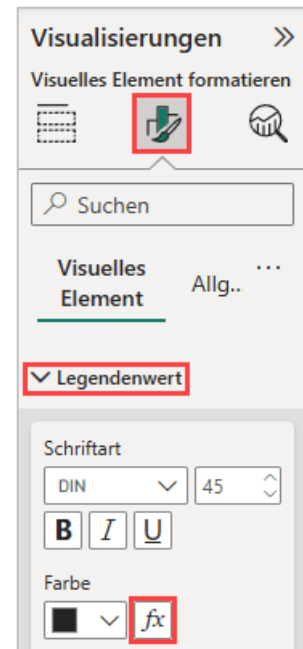 Visualisierungen
Visuelles Element formatieren
Suchen
Visuelles
Element
Allg..
...
Legendenwert
Schriftart
DIN
45
B I U
Farbe
fx